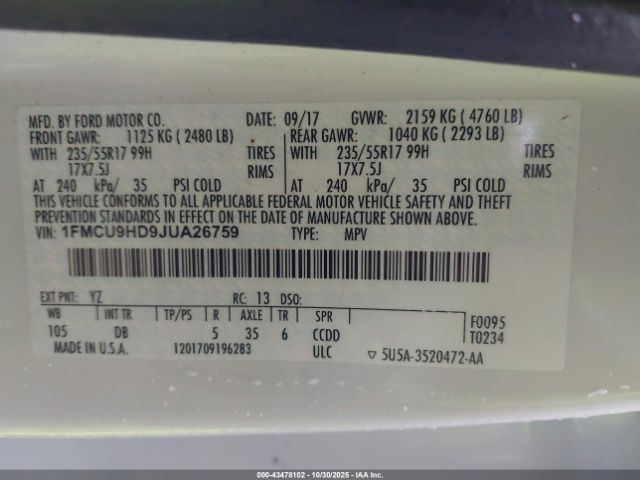 MFD. BY FORD MOTOR CO. DATE: 09/17 GVWR: 2159 KG ( 4760 LB)
FRONT GAWR: 1125 KG ( 2480 LB) REAR GAWR: 1040 KG ( 2293 LB)
WITH 235/55R17 99H TIRES WITH 235/55R17 99H TIRES
17X7.5J RIMS 17X7.5J RIMS
AT 240 kPa/ 35 PSI COLD AT 240 kPa/ 35 PSI COLD
THIS VEHICLE CONFORMS TO ALL APPLICABLE FEDERAL MOTOR VEHICLE SAFETY AND THEFT
PREVENTION STANDARDS IN EFFECT ON THE DATE OF MANUFACTURE SHOWN ABOVE.
VIN: 1FMCU9HD9JUA26759 TYPE: MPV
EXT PNT: YZ RC: 13 DSO:
WB INT TR TP/PS R AXLE TR SPR
105 DB 5 35 6 CCDD
F0095
T0234
MADE IN U.S.A. 1201709196283 ULC ▽ 5U5A-3520472-AA
000-43478102 - 10/30/2025 - IAA Inc.